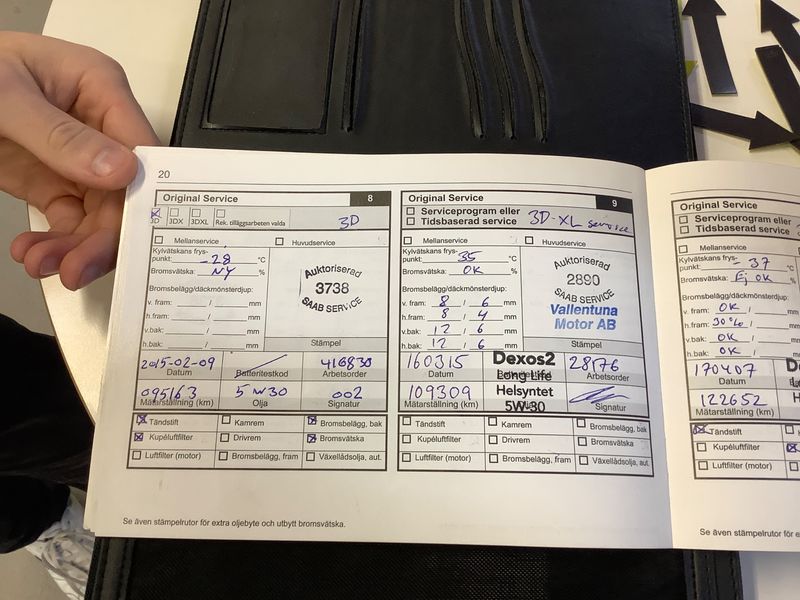 20
Original Service 8
3D 3DX 3DXL Rek. tilläggsarbeten valda 3D
Mellanservice Huvudservice
Kylvätskans frys-
punkt: -28 °C
Bromsvätska: NY %
Bromsbelägg/däckmönsterdjup:
v. fram: / mm
h.fram: / mm
v.bak: / mm
h.bak: / mm
Auktoriserad
3738
SAAB SERVICE
Stämpel
2015-02-09 416830
Datum Batteritestkod Arbetsorder
095163 5W30 002
Mätarställning (km) Olja Signatur
Tändstift Kamrem Bromsbelägg, bak
Kupéluftfilter Drivrem Bromsvätska
Luftfilter (motor) Bromsbelägg, fram Växellådsolja, aut.
Se även stämpelrutor för extra oljebyte och utbytt bromsvätska.
Original Service 9
Serviceprogram eller
Tidsbaserad service 3D-XL service
Mellanservice Huvudservice
Kylvätskans frys-
punkt: 35 °C
Bromsvätska: OK %
Bromsbelägg/däckmönsterdjup:
v. fram: 8 / 6 mm
h.fram: 8 / 4 mm
v.bak: 12 / 6 mm
h.bak: 12 / 6 mm
Auktoriserad
2890
SAAB SERVICE
Vallentuna
Motor AB
Stämpel
160315 Dexos2 28176
Datum Long Life Arbetsorder
109309 Helsyntet
Mätarställning (km) 5W-30 Signatur
Tändstift Kamrem Bromsbelägg, bak
Kupéluftfilter Drivrem Bromsvätska
Luftfilter (motor) Bromsbelägg, fram Växellådsolja, aut.
Original Service
Serviceprogram eller
Tidsbaserad service
Mellanservice
Kylvätskans frys-
punkt: -37 °C
Bromsvätska: Ej OK %
Bromsbelägg/däckmönsterdjup:
v. fram: OK / mm
h.fram: 30% / mm
v.bak: OK / mm
h.bak: OK / mm
170407 D
Datum
122652 H
Mätarställning (km)
Tändstift
Kupéluftfilter
Luftfilter (motor)
Se även stämpelrutor för e